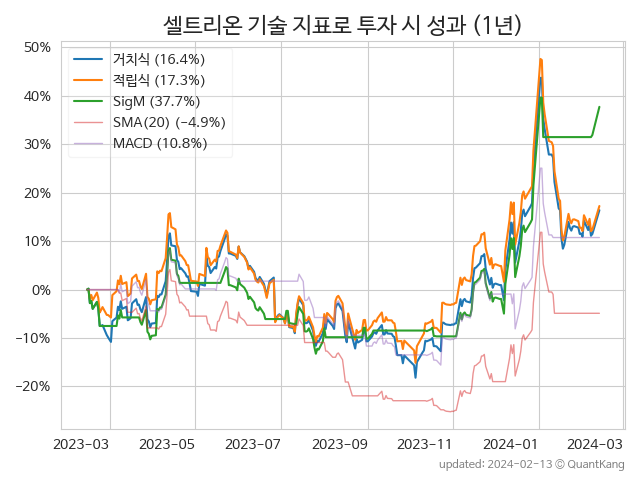 셀트리온 기술 지표로 투자 시 성과 (1년)
50%
40%
30%
20%
10%
0%
−10%
−20%
거치식 (16.4%)
적립식 (17.3%)
SigM (37.7%)
SMA(20) (−4.9%)
MACD (10.8%)
2023-03
2023-05
2023-07
2023-09
2023-11
2024-01
2024-03
updated: 2024-02-13 © QuantKang